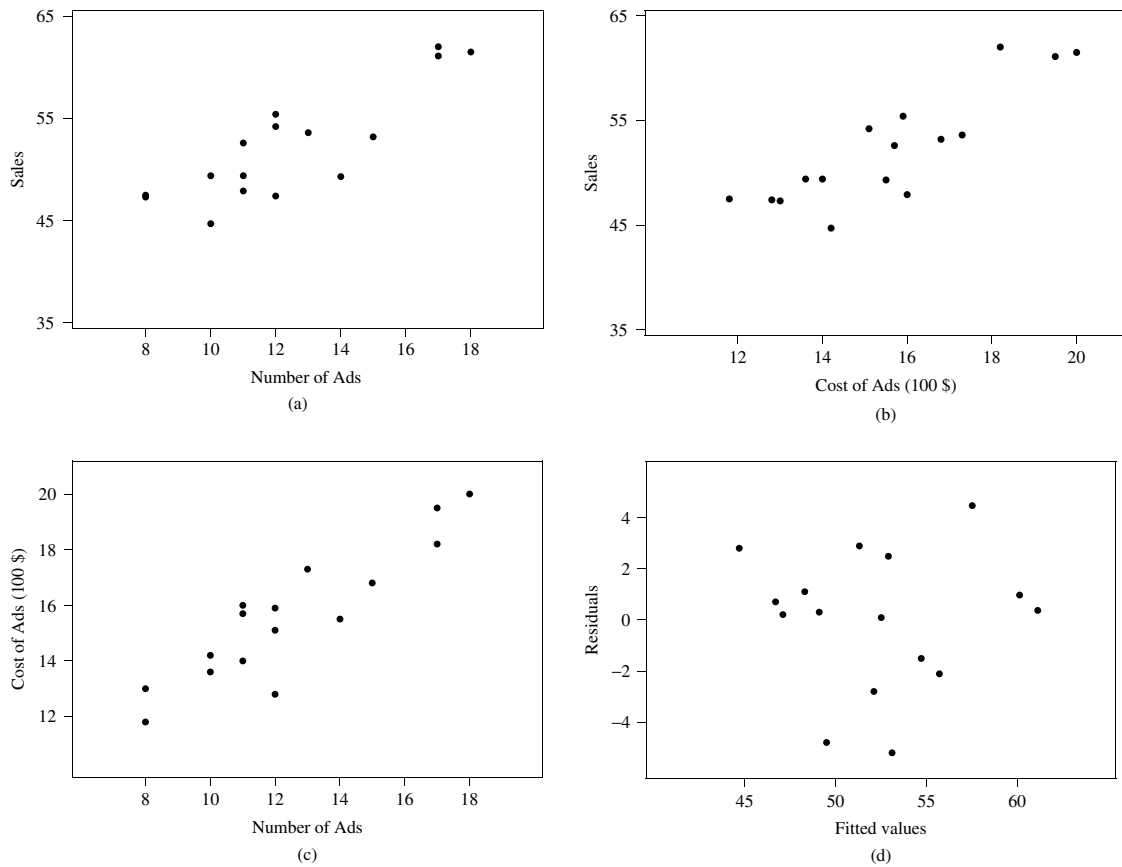 65
55
45
35
Sales
8 10 12 14 16 18
Number of Ads
(a)
65
55
45
35
Sales
12 14 16 18 20
Cost of Ads (100 $)
(b)
20
18
16
14
12
Cost of Ads (100 $)
8 10 12 14 16 18
Number of Ads
(c)
4
2
0
−2
−4
Residuals
45 50 55 60
Fitted values
(d)